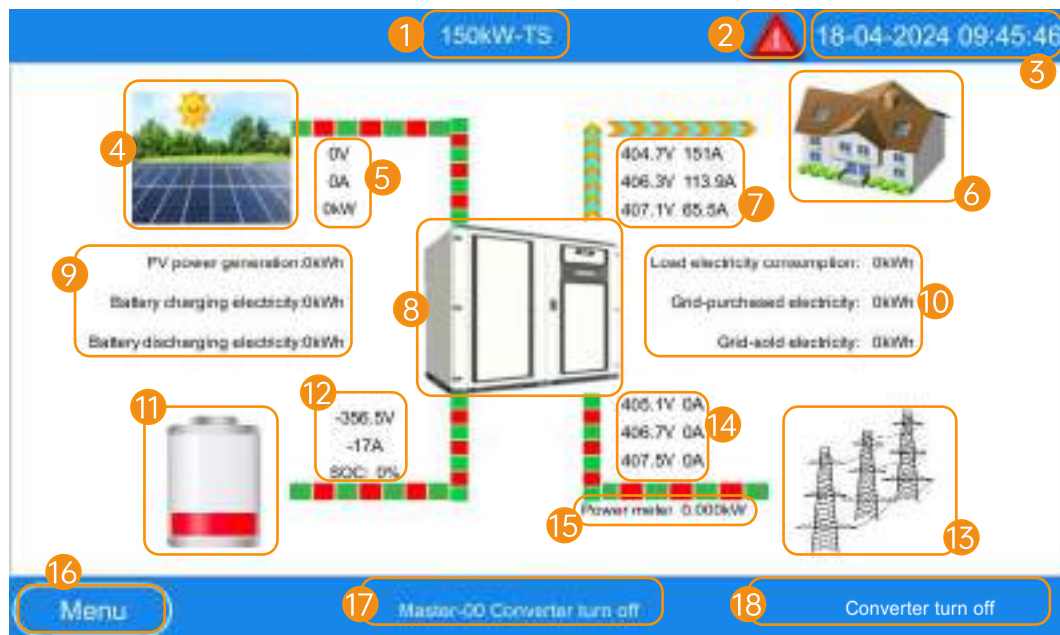 1 150kW-TS
2
18-04-2024 09:45:46
3
4
0V
0A
0kW
5
404.7V 151A
406.3V 113.9A
407.1V 65.5A
7
6
9
PV power generation:0kWh
Battery charging electricity:0kWh
Battery discharging electricity:0kWh
8
Load electricity consumption: 0kWh
Grid-purchased electricity: 0kWh
Grid-sold electricity: 0kWh
10
11
12
-356.5V
-17A
SOC: 0%
405.1V 0A
406.7V 0A
407.5V 0A
14
15
Power meter 0.000kW
13
16
Menu
17 Master-00 Converter turn off
18 Converter turn off